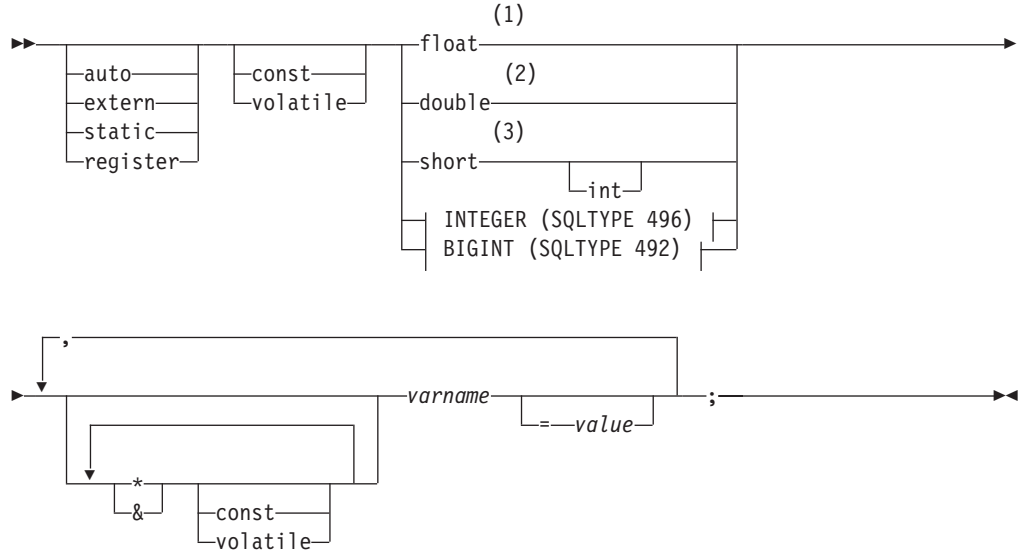 (1)
float
auto const (2)
extern volatile double
static (3)
register short
int
INTEGER (SQLTYPE 496)
BIGINT (SQLTYPE 492)
,
varname ;
= value
*
& const
volatile